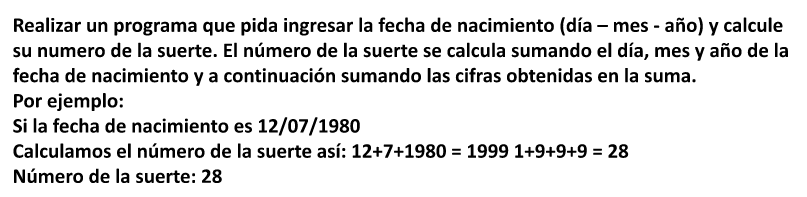 Realizar un programa que pida ingresar la fecha de nacimiento (día – mes - año) y calcule
su numero de la suerte. El número de la suerte se calcula sumando el día, mes y año de la
fecha de nacimiento y a continuación sumando las cifras obtenidas en la suma.
Por ejemplo:
Si la fecha de nacimiento es 12/07/1980
Calculamos el número de la suerte así: 12+7+1980 = 1999 1+9+9+9 = 28
Número de la suerte: 28